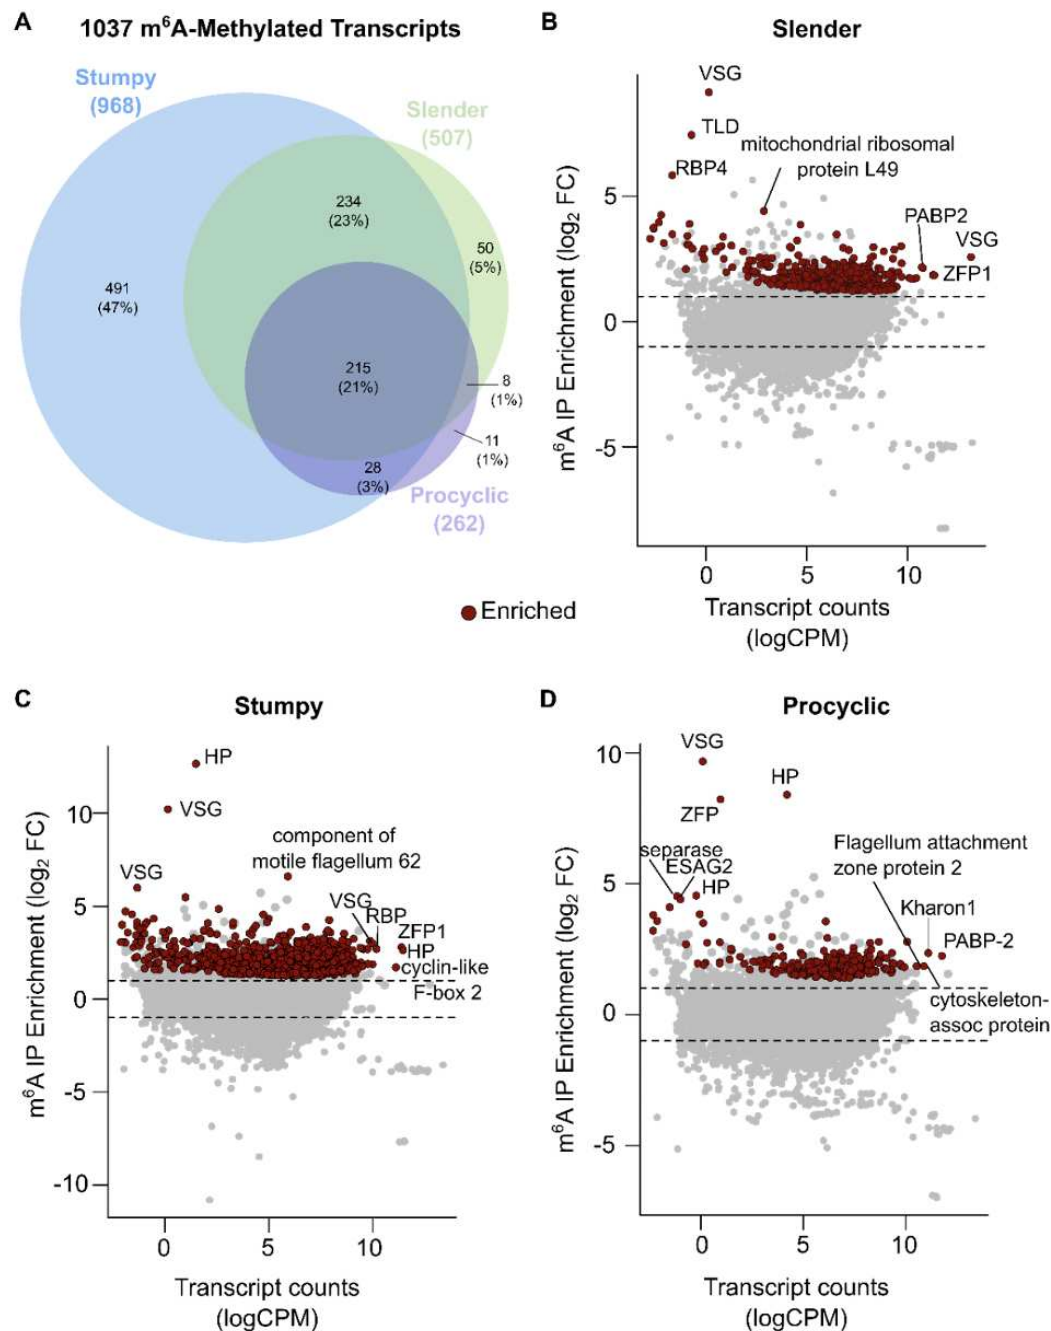 A
1037 m⁶A-Methylated Transcripts
Stumpy
(968)
Slender
(507)
234
(23%)
50
(5%)
491
(47%)
215
(21%)
8
(1%)
11
(1%)
28
(3%)
Procyclic
(262)
Enriched
B
Slender
VSG
TLD
mitochondrial ribosomal
protein L49
RBP4
PABP2
VSG
ZFP1
5
0
-5
m⁶A IP Enrichment (log₂ FC)
0
5
10
Transcript counts
(logCPM)
C
Stumpy
HP
VSG
component of
motile flagellum 62
VSG
VSG
RBP
ZFP1
HP
cyclin-like
F-box 2
10
5
0
-5
-10
m⁶A IP Enrichment (log₂ FC)
0
5
10
Transcript counts
(logCPM)
D
Procyclic
VSG
HP
ZFP
separase
ESAG2
HP
Flagellum attachment
zone protein 2
Kharon1
PABP-2
cytoskeleton-
assoc protein
10
5
0
-5
m⁶A IP Enrichment (log₂ FC)
0
5
10
Transcript counts
(logCPM)